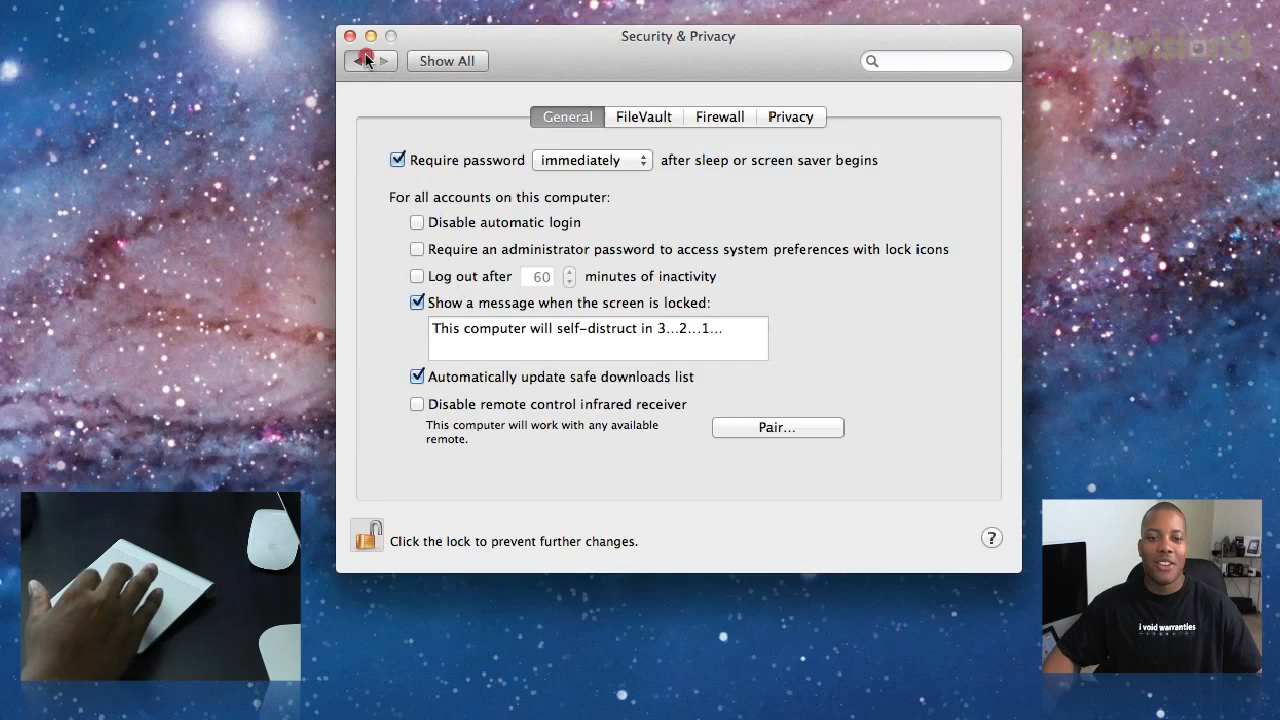 Security & Privacy
Revision3
Show All
General
FileVault
Firewall
Privacy
Require password immediately after sleep or screen saver begins
For all accounts on this computer:
Disable automatic login
Require an administrator password to access system preferences with lock icons
Log out after 60 minutes of inactivity
Show a message when the screen is locked:
This computer will self-distruct in 3...2...1...
Automatically update safe downloads list
Disable remote control infrared receiver
This computer will work with any available
remote.
Pair...
Click the lock to prevent further changes.
?
i void warranties